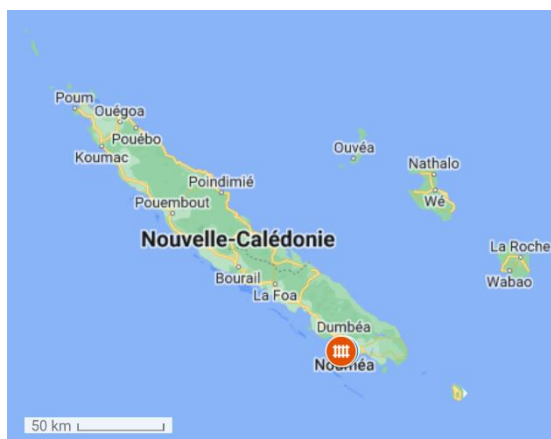 Poum
Ouégoa
Pouébo
Koumac
Ouvéa
Nathalo
Wé
Poindimié
Pouembout
Nouvelle-Calédonie
La Roche
Wabao
Bourail
La Foa
Dumbéa
Nouméa
50 km